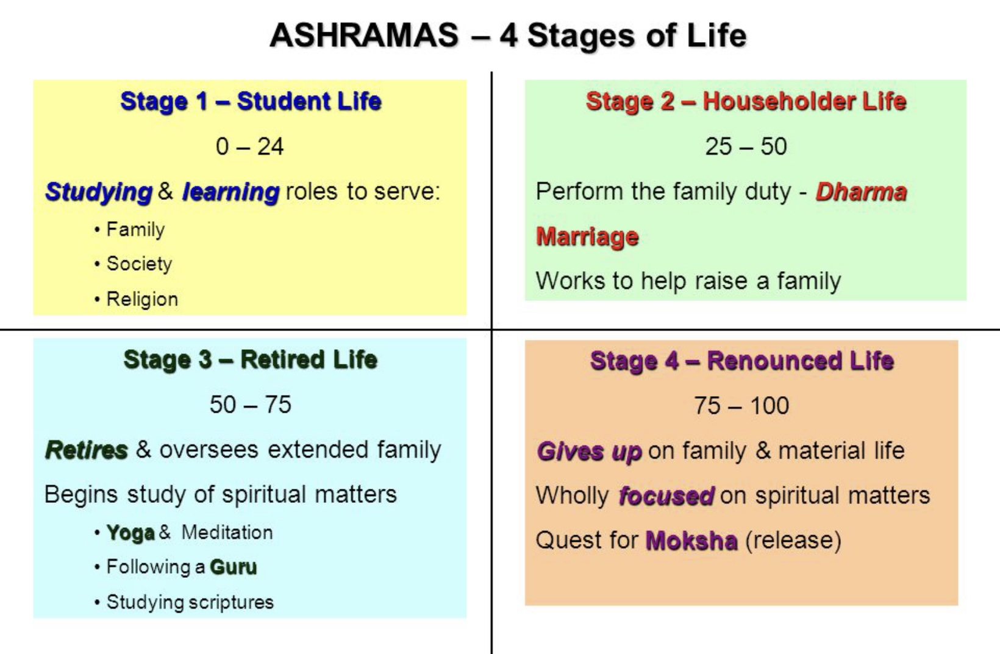 ASHRAMAS – 4 Stages of Life
Stage 1 – Student Life
0 – 24
Studying & learning roles to serve:
• Family
• Society
• Religion
Stage 2 – Householder Life
25 – 50
Perform the family duty - Dharma
Marriage
Works to help raise a family
Stage 3 – Retired Life
50 – 75
Retires & oversees extended family
Begins study of spiritual matters
• Yoga & Meditation
• Following a Guru
• Studying scriptures
Stage 4 – Renounced Life
75 – 100
Gives up on family & material life
Wholly focused on spiritual matters
Quest for Moksha (release)